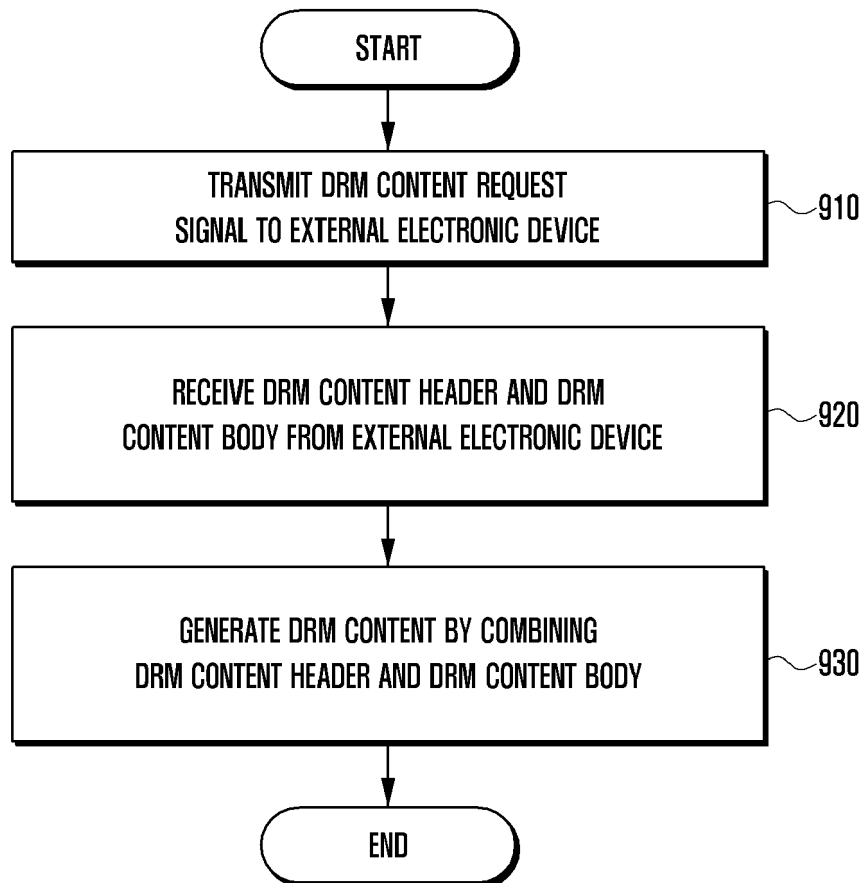 START
TRANSMIT DRM CONTENT REQUEST
SIGNAL TO EXTERNAL ELECTRONIC DEVICE
910
RECEIVE DRM CONTENT HEADER AND DRM
CONTENT BODY FROM EXTERNAL ELECTRONIC DEVICE
920
GENERATE DRM CONTENT BY COMBINING
DRM CONTENT HEADER AND DRM CONTENT BODY
930
END